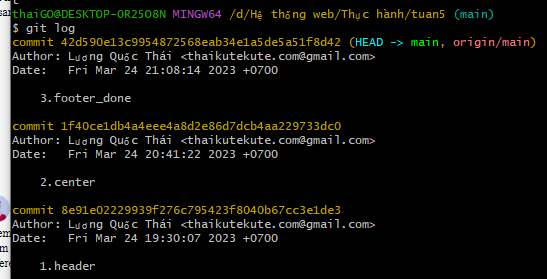 thaiGO@DESKTOP-OR25O8N MINGW64 /d/Hệ thống web/Thực hành/tuan5 (main)
$ git log
commit 42d590e13c9954872568eab34e1a5de5a51f8d42 (HEAD -> main, origin/main)
Author: Lương Quốc Thái <thaikutekute.com@gmail.com>
Date:   Fri Mar 24 21:08:14 2023 +0700
3.footer_done
commit 1f40ce1db4a4eee4a8d2e86d7dcb4aa229733dc0
Author: Lương Quốc Thái <thaikutekute.com@gmail.com>
Date:   Fri Mar 24 20:41:22 2023 +0700
2.center
commit 8e91e02229939f276c795423f8040b67cc3e1de3
Author: Lương Quốc Thái <thaikutekute.com@gmail.com>
Date:   Fri Mar 24 19:30:07 2023 +0700
1.header